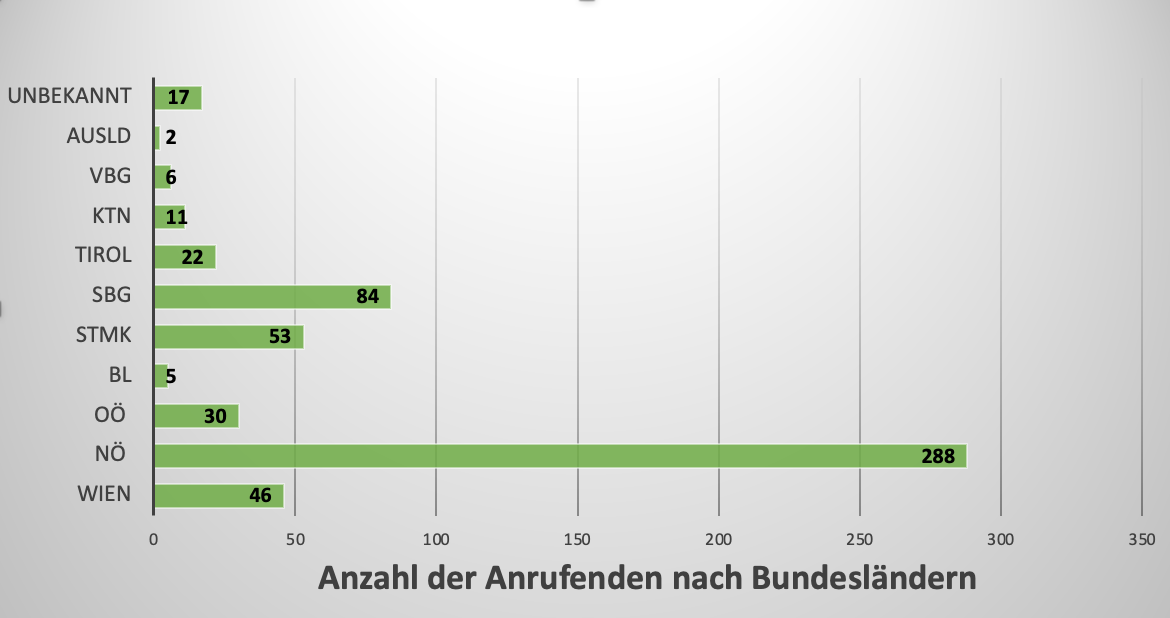 UNBEKANNT 17
AUSLD 2
VBG 6
KTN 11
TIROL 22
SBG 84
STMK 53
BL 5
OÖ 30
NÖ 288
WIEN 46
0 50 100 150 200 250 300 350
Anzahl der Anrufenden nach Bundesländern